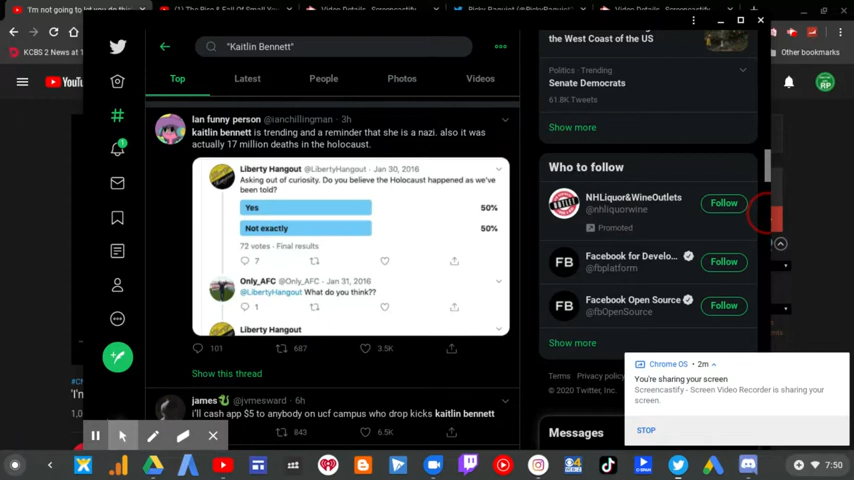 I'm not going to let you do this
(1) The Rise & Fall Of Small
Video Details - Screencastify
Ricky Paquiot (@RickyPaquiot
Video Details - Screencastify
KCBS 2 News at 1
Other bookmarks
YouTu
RP
"Kaitlin Bennett"
Top
Latest
People
Photos
Videos
Ian funny person @ianchillingman · 3h
kaitlin bennett is trending and a reminder that she is a nazi. also it was
actually 17 million deaths in the holocaust.
Liberty Hangout @LibertyHangout · Jan 30, 2016
Asking out of curiosity. Do you believe the Holocaust happened as we've
been told?
Yes 50%
Not exactly 50%
72 votes · Final results
7
Only_AFC @Only_AFC · Jan 31, 2016
@LibertyHangout What do you think??
1
Liberty Hangout
101 687 3.5K
Show this thread
james @jvmesward · 6h
i'll cash app $5 to anybody on ucf campus who drop kicks kaitlin bennett
843 6.5K
the West Coast of the US
Politics · Trending
Senate Democrats
61.8K Tweets
Show more
Who to follow
NHLiquor&WineOutlets
@nhliquorwine
Promoted
Follow
FB
Facebook for Develo...
@fbplatform
Follow
FB
Facebook Open Source
@fbOpenSource
Follow
Show more
Terms Privacy policy
© 2020 Twitter, Inc.
Messages
Chrome OS · 2m
You're sharing your screen
Screencastify - Screen Video Recorder is sharing your
screen.
STOP
7:50